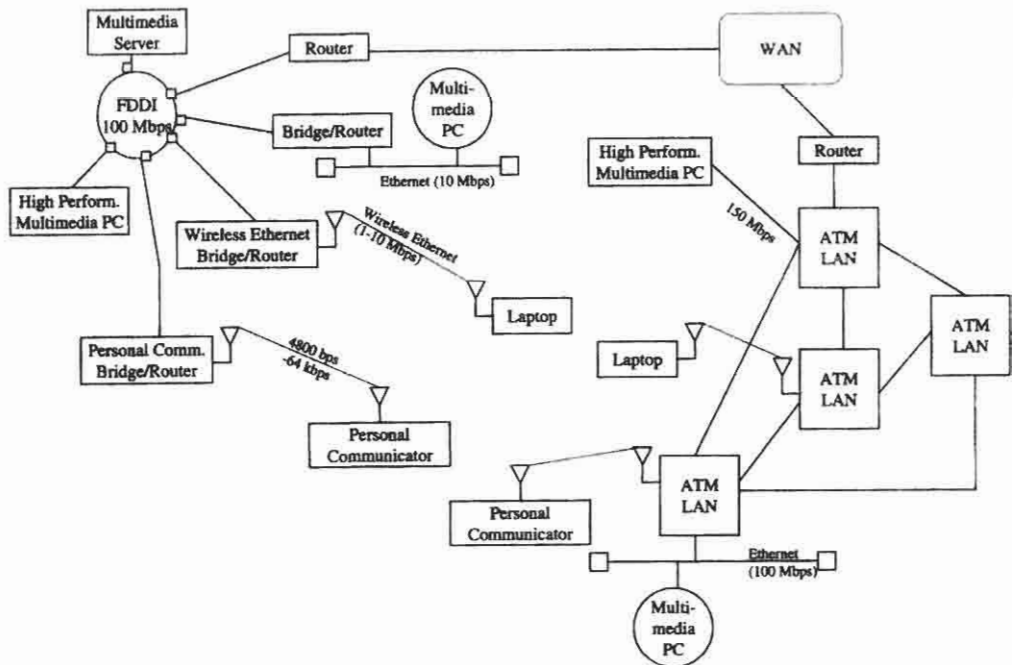 Multimedia
Server
Router
WAN
FDDI
100 Mbps
Multi-
media
PC
Bridge/Router
Ethernet (10 Mbps)
High Perform.
Multimedia PC
Router
High Perform.
Multimedia PC
150 Mbps
Wireless Ethernet
Bridge/Router
Wireless Ethernet
(1-10 Mbps)
Laptop
ATM
LAN
ATM
LAN
Personal Comm.
Bridge/Router
4800 bps
-64 kbps
Laptop
ATM
LAN
Personal
Communicator
ATM
LAN
Personal
Communicator
Ethernet
(100 Mbps)
Multi-
media
PC